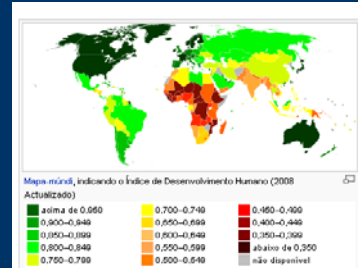 Mapa-múndi, indicando o Índice de Desenvolvimento Humano (2008
Actualizado)
acima de 0,950 0,700–0,749 0,450–0,499
0,900–0,949 0,650–0,699 0,400–0,449
0,850–0,899 0,600–0,649 0,350–0,399
0,800–0,849 0,550–0,599 abaixo de 0,350
0,750–0,799 0,500–0,549 não disponível